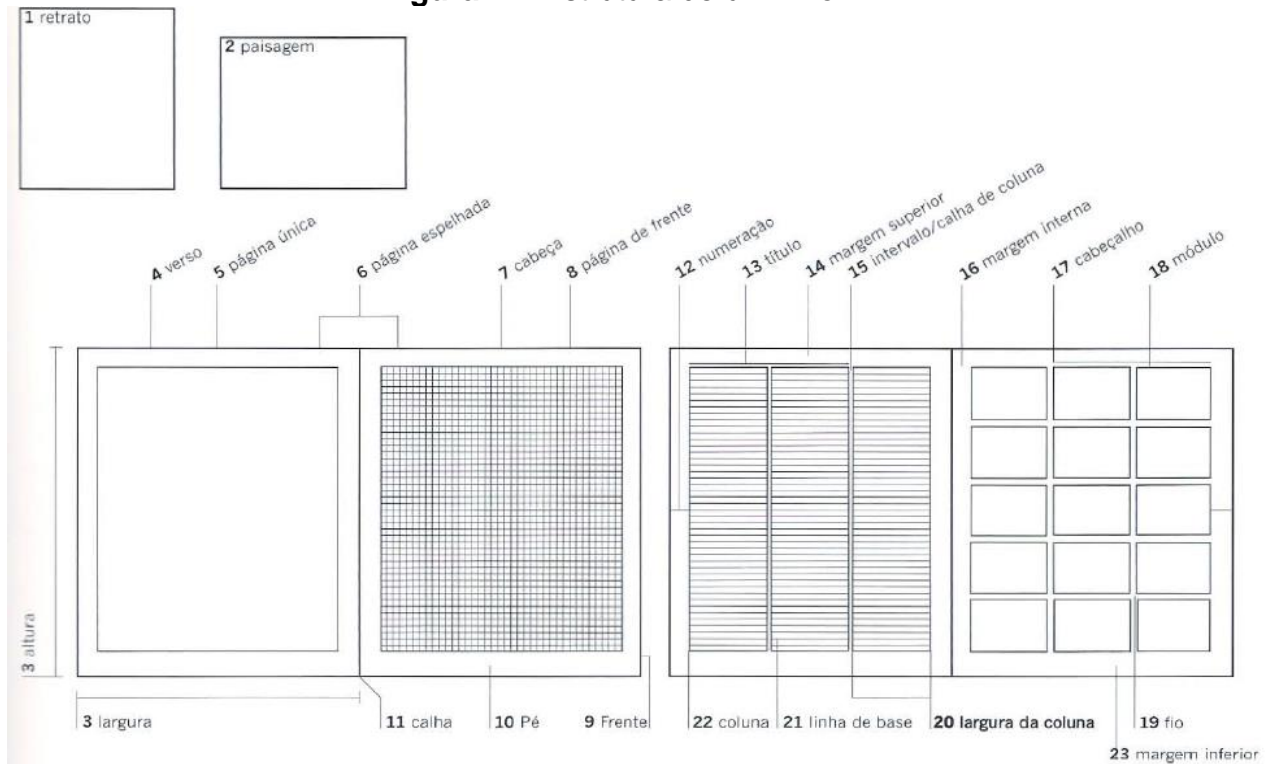 1 retrato
2 paisagem
4 verso
5 página única
6 página espelhada
7 cabeça
8 página de frente
12 numeração
13 título
14 margem superior
15 intervalo/calha de coluna
16 margem interna
17 cabeçalho
18 módulo
3 altura
3 largura
11 calha
10 Pé
9 Frente
22 coluna
21 linha de base
20 largura da coluna
19 fio
23 margem inferior